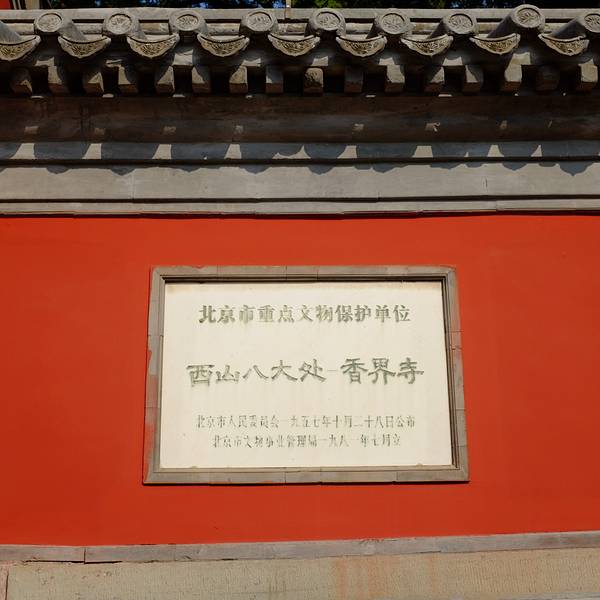 北京市重点文物保护单位
西山八大处-香界寺
北京市人民委员会一九五七年十月二十八日公布
北京市文物事业管理局一九八一年七月立